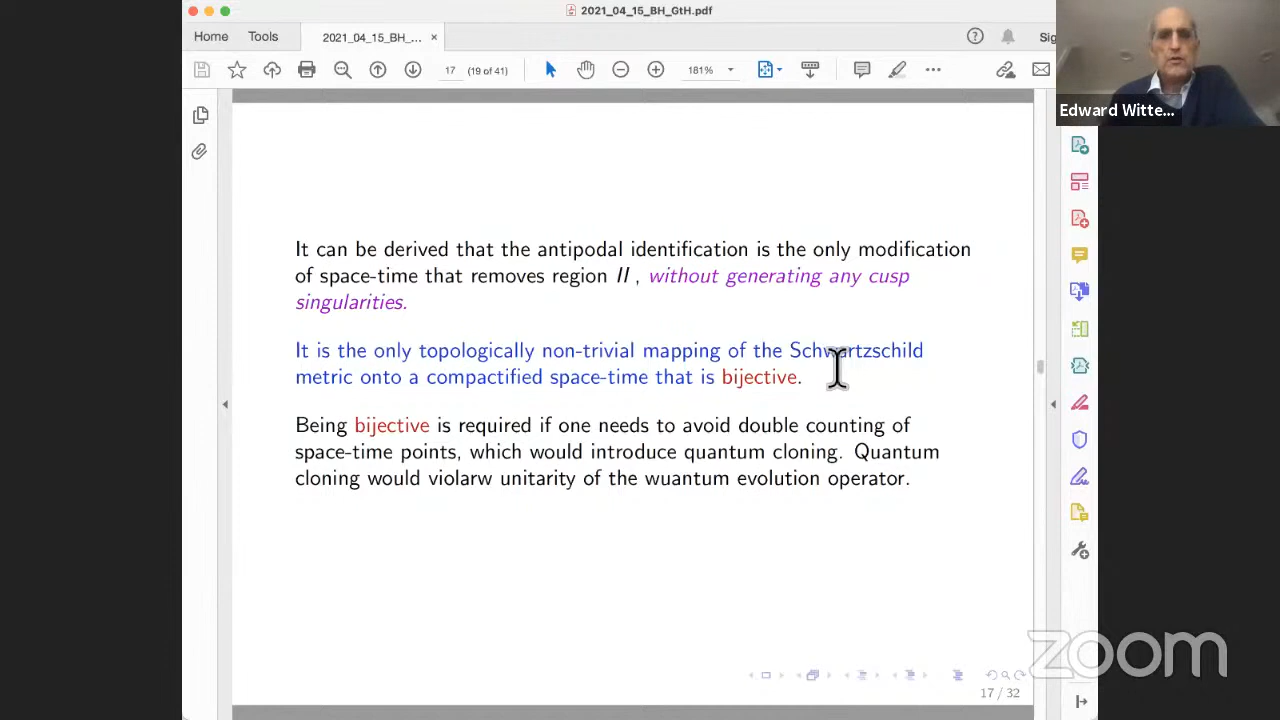 2021_04_15_BH_GtH.pdf
Home Tools 2021_04_15_BH_... × Sig
17 (19 of 41) 181%
Edward Witte...
It can be derived that the antipodal identification is the only modification
of space-time that removes region II , without generating any cusp
singularities.
It is the only topologically non-trivial mapping of the Schwartzschild
metric onto a compactified space-time that is bijective.
Being bijective is required if one needs to avoid double counting of
space-time points, which would introduce quantum cloning. Quantum
cloning would violarw unitarity of the wuantum evolution operator.
zoom
17 / 32